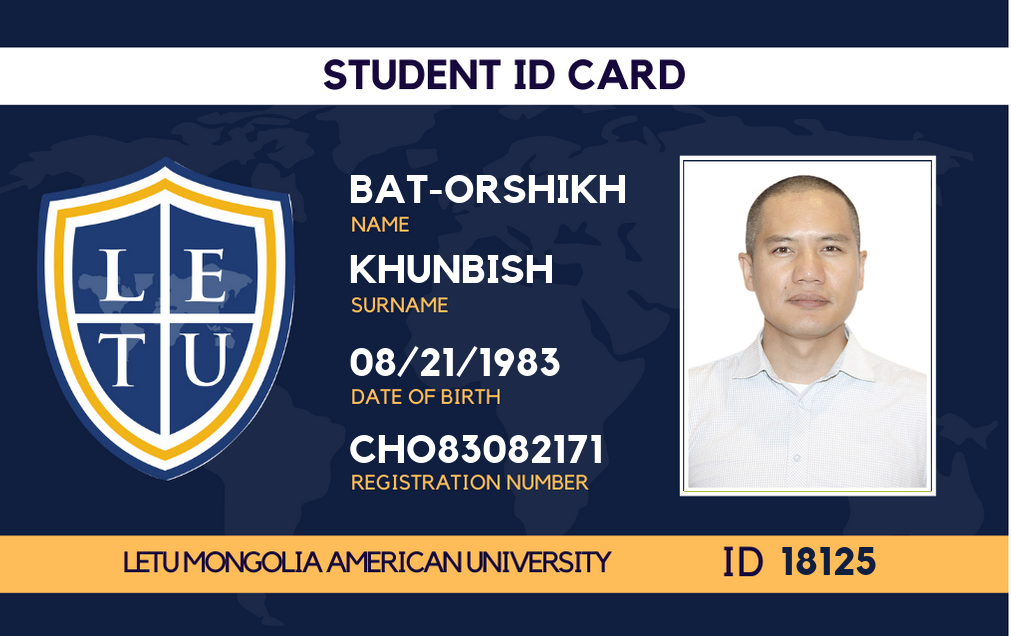 STUDENT ID CARD
L E
T U
BAT-ORSHIKH
NAME
KHUNBISH
SURNAME
08/21/1983
DATE OF BIRTH
CHO83082171
REGISTRATION NUMBER
LETU MONGOLIA AMERICAN UNIVERSITY
ID 18125